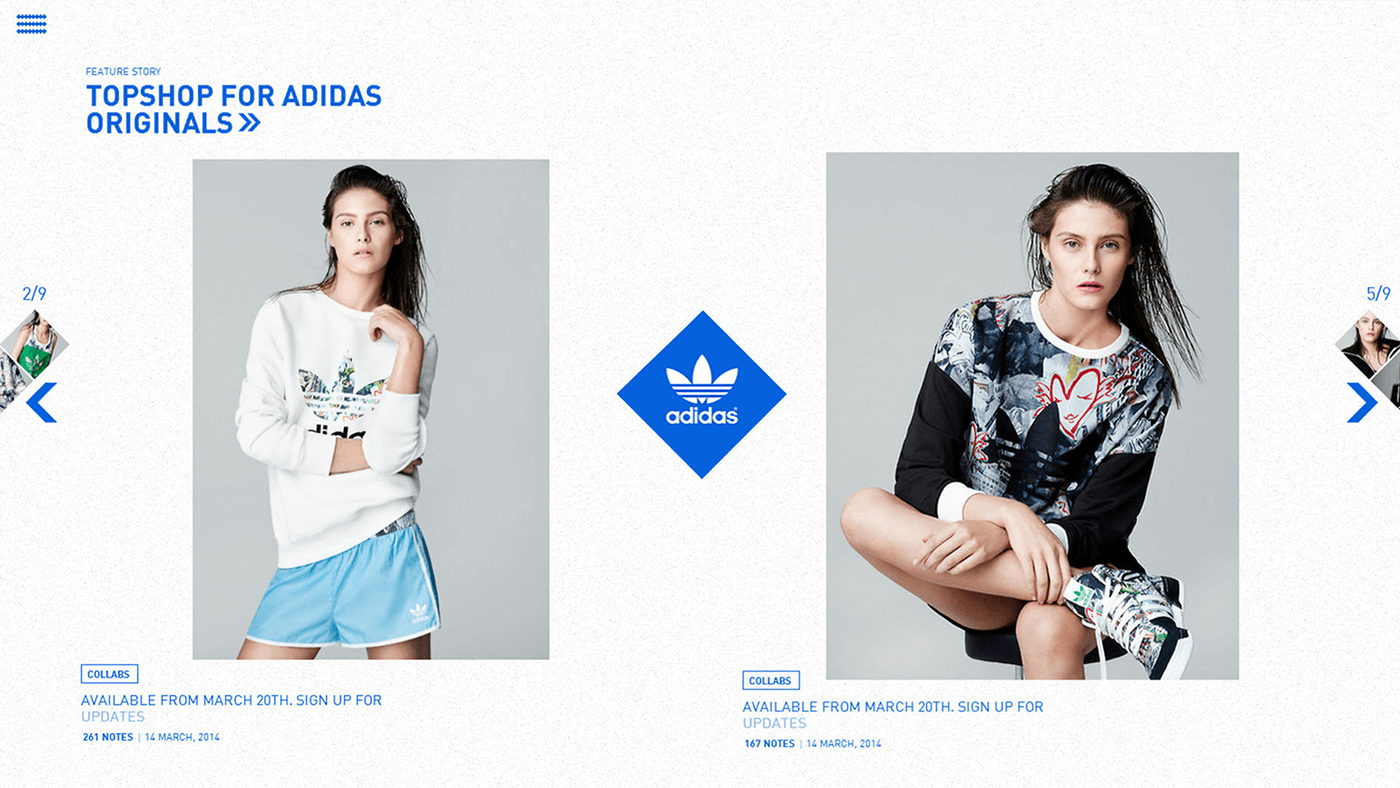 FEATURE STORY
TOPSHOP FOR ADIDAS
ORIGINALS
2/9
5/9
adidas
COLLABS
AVAILABLE FROM MARCH 20TH. SIGN UP FOR
UPDATES
261 NOTES | 14 MARCH, 2014
COLLABS
AVAILABLE FROM MARCH 20TH. SIGN UP FOR
UPDATES
167 NOTES | 14 MARCH, 2014